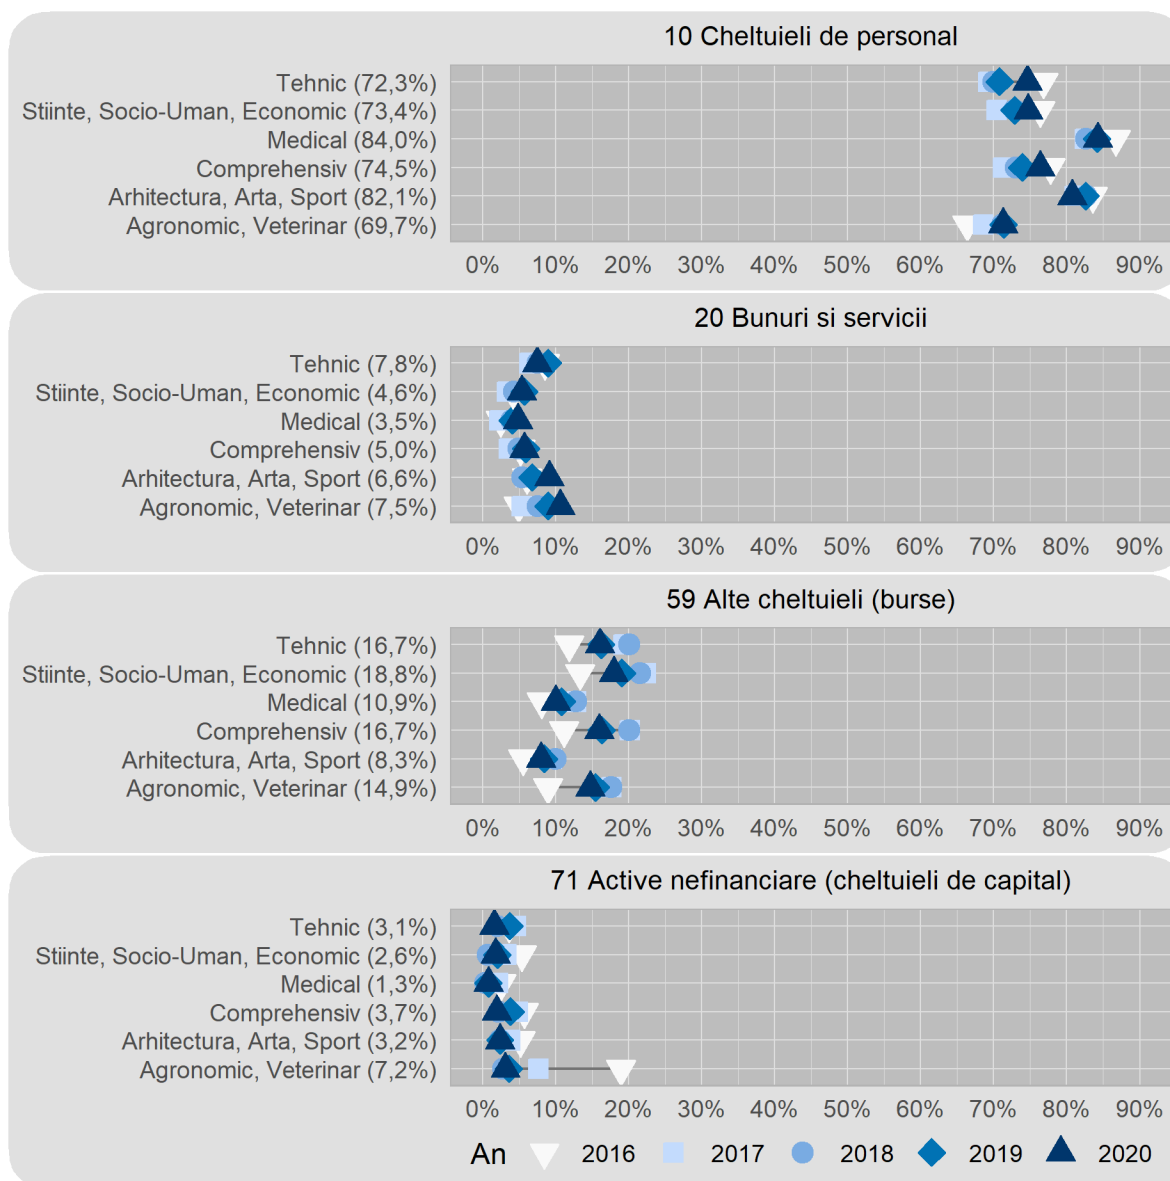 10 Cheltuieli de personal
Tehnic (72,3%)
Stiinte, Socio-Uman, Economic (73,4%)
Medical (84,0%)
Comprehensiv (74,5%)
Arhitectura, Arta, Sport (82,1%)
Agronomic, Veterinar (69,7%)
0% 10% 20% 30% 40% 50% 60% 70% 80% 90%
20 Bunuri si servicii
Tehnic (7,8%)
Stiinte, Socio-Uman, Economic (4,6%)
Medical (3,5%)
Comprehensiv (5,0%)
Arhitectura, Arta, Sport (6,6%)
Agronomic, Veterinar (7,5%)
0% 10% 20% 30% 40% 50% 60% 70% 80% 90%
59 Alte cheltuieli (burse)
Tehnic (16,7%)
Stiinte, Socio-Uman, Economic (18,8%)
Medical (10,9%)
Comprehensiv (16,7%)
Arhitectura, Arta, Sport (8,3%)
Agronomic, Veterinar (14,9%)
0% 10% 20% 30% 40% 50% 60% 70% 80% 90%
71 Active nefinanciare (cheltuieli de capital)
Tehnic (3,1%)
Stiinte, Socio-Uman, Economic (2,6%)
Medical (1,3%)
Comprehensiv (3,7%)
Arhitectura, Arta, Sport (3,2%)
Agronomic, Veterinar (7,2%)
0% 10% 20% 30% 40% 50% 60% 70% 80% 90%
An 2016 2017 2018 2019 2020